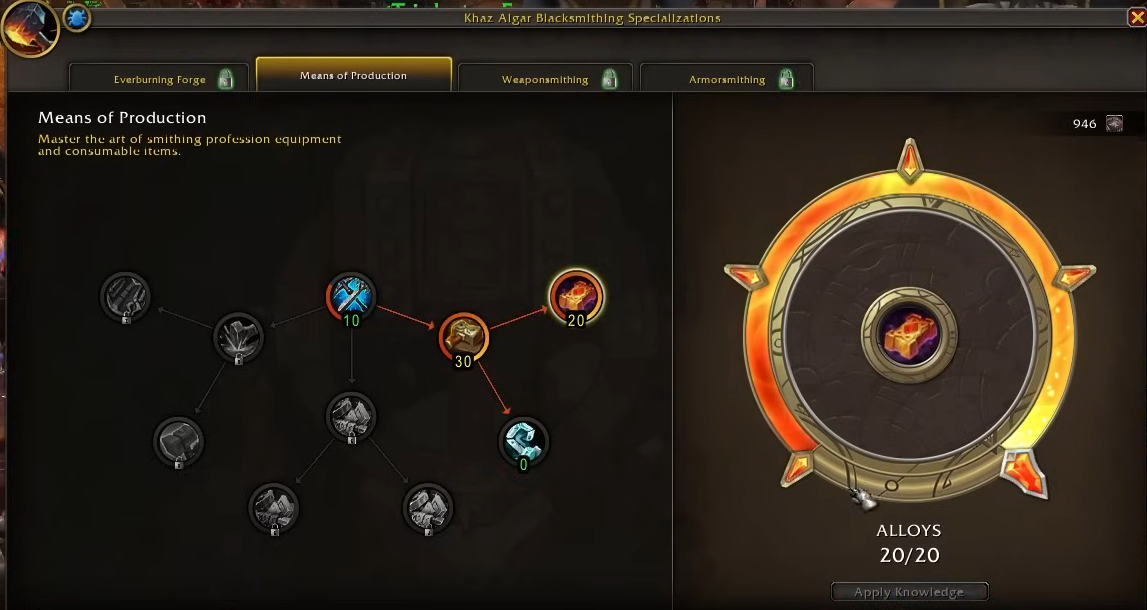 Khaz Algar Blacksmithing Specializations
Everburning Forge
Means of Production
Weaponsmithing
Armorsmithing
Means of Production
Master the art of smithing profession equipment
and consumable items.
946
10
20
30
0
ALLOYS
20/20
Apply Knowledge